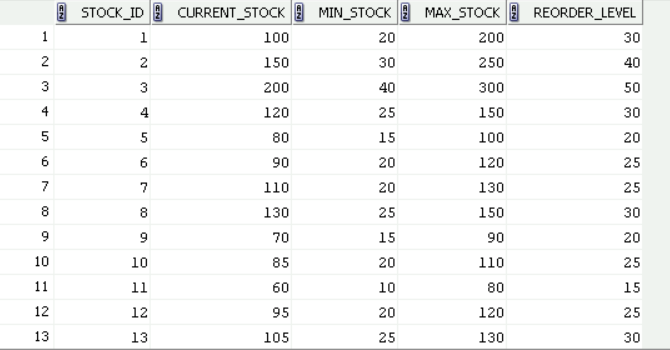 STOCK_ID CURRENT_STOCK MIN_STOCK MAX_STOCK REORDER_LEVEL
1 1 100 20 200 30
2 2 150 30 250 40
3 3 200 40 300 50
4 4 120 25 150 30
5 5 80 15 100 20
6 6 90 20 120 25
7 7 110 20 130 25
8 8 130 25 150 30
9 9 70 15 90 20
10 10 85 20 110 25
11 11 60 10 80 15
12 12 95 20 120 25
13 13 105 25 130 30